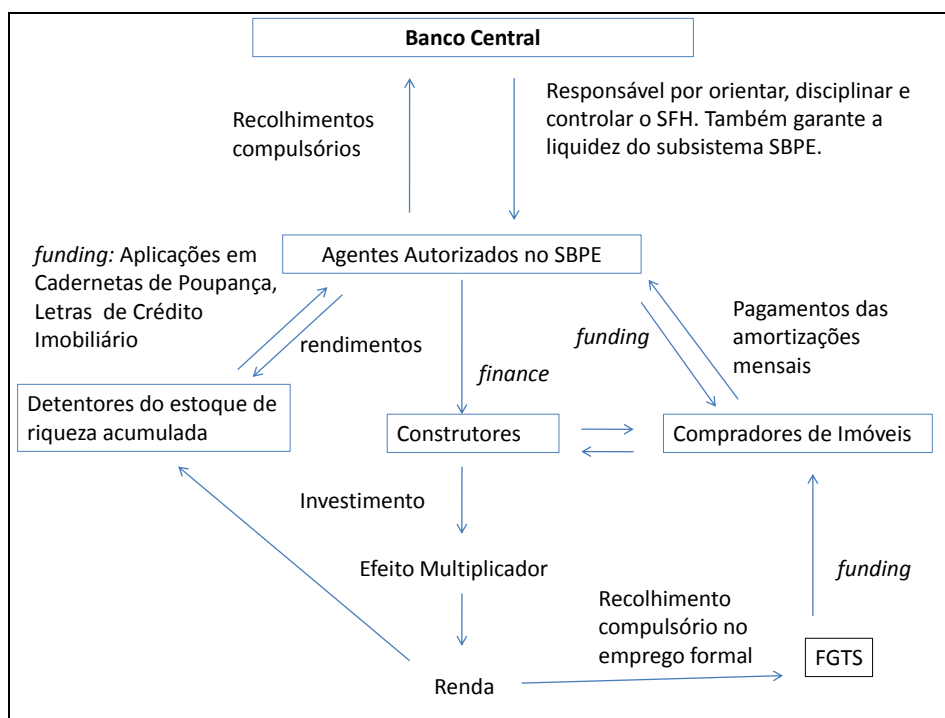 Banco Central
Recolhimentos
compulsórios
Responsável por orientar, disciplinar e
controlar o SFH. Também garante a
liquidez do subsistema SBPE.
funding: Aplicações em
Cadernetas de Poupança,
Letras de Crédito
Imobiliário
Agentes Autorizados no SBPE
rendimentos
finance
funding
Pagamentos das
amortizações
mensais
Detentores do estoque de
riqueza acumulada
Construtores
Compradores de Imóveis
Investimento
Efeito Multiplicador
funding
Recolhimento
compulsório no
emprego formal
FGTS
Renda